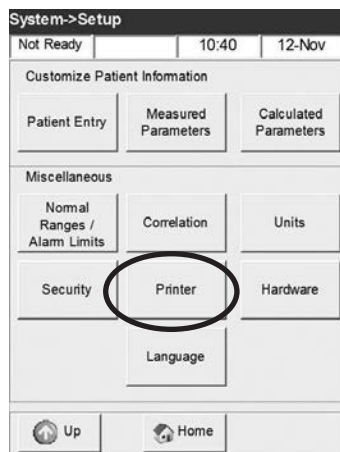 System->Setup
Not Ready 10:40 12-Nov
Customize Patient Information
Patient Entry
Measured
Parameters
Calculated
Parameters
Miscellaneous
Normal
Ranges /
Alarm Limits
Correlation
Units
Security
Printer
Hardware
Language
Up
Home